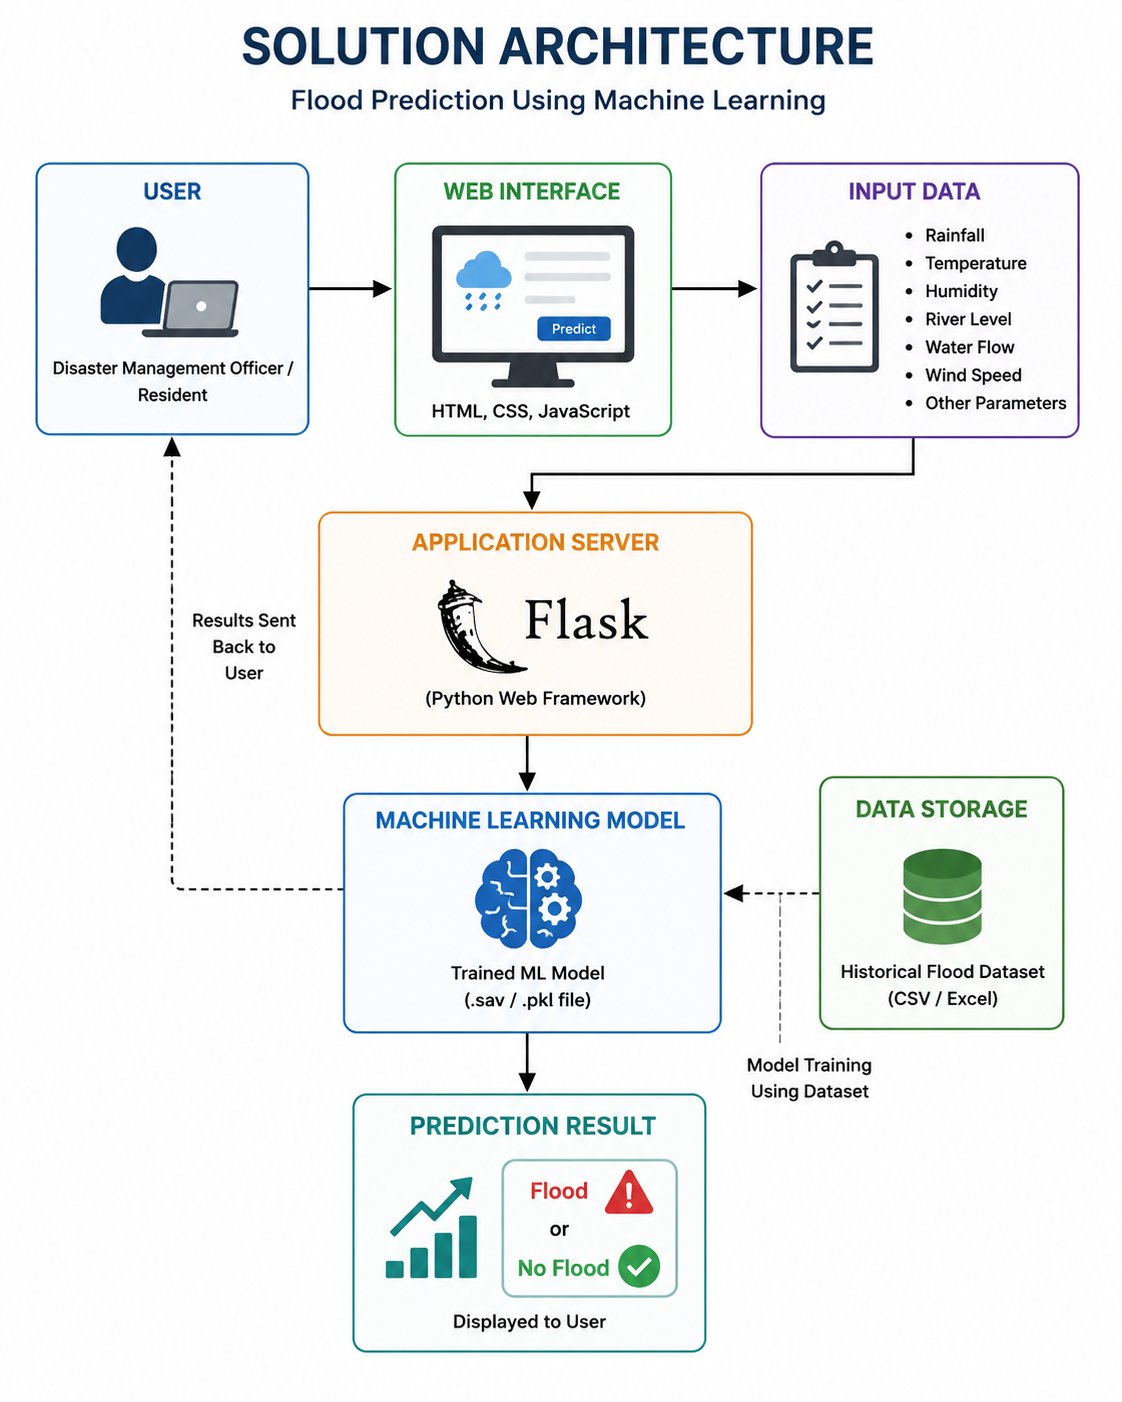 SOLUTION ARCHITECTURE
Flood Prediction Using Machine Learning
USER
Disaster Management Officer /
Resident
WEB INTERFACE
Predict
HTML, CSS, JavaScript
INPUT DATA
• Rainfall
• Temperature
• Humidity
• River Level
• Water Flow
• Wind Speed
• Other Parameters
APPLICATION SERVER
Flask
(Python Web Framework)
Results Sent
Back to
User
MACHINE LEARNING MODEL
Trained ML Model
(.sav / .pkl file)
DATA STORAGE
Historical Flood Dataset
(CSV / Excel)
Model Training
Using Dataset
PREDICTION RESULT
Flood
or
No Flood
Displayed to User